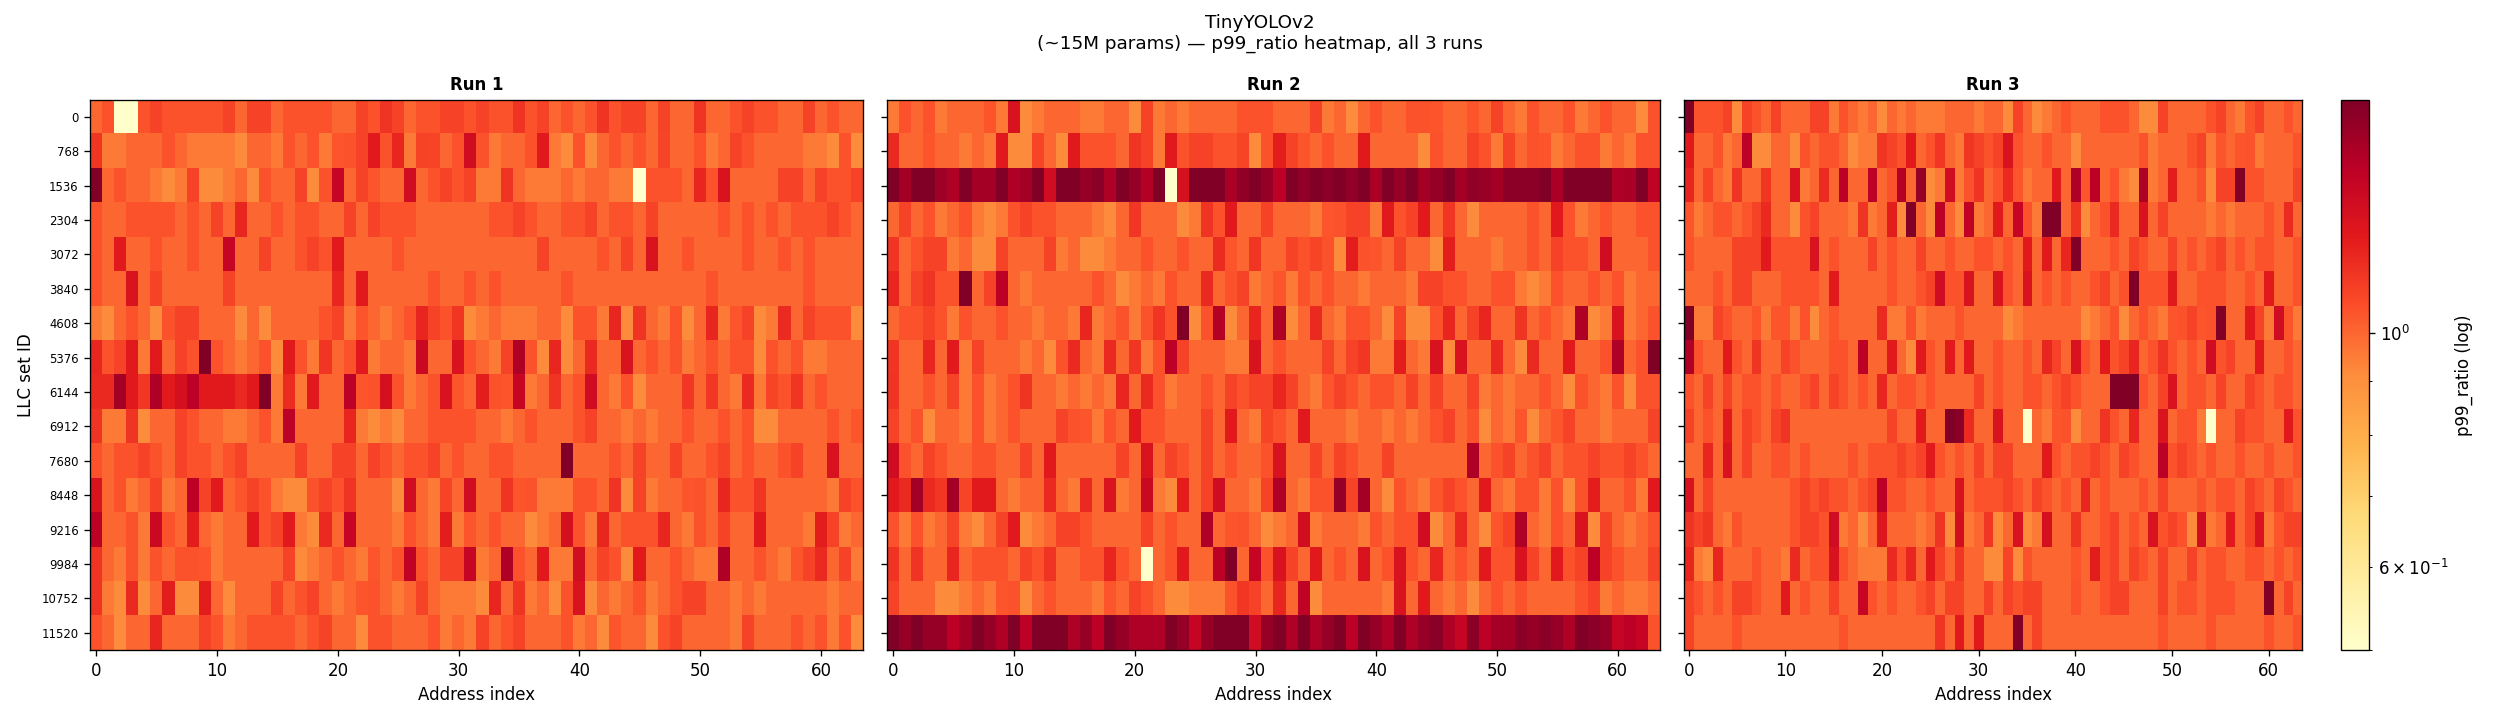 TinyYOLOv2
(~15M params) — p99_ratio heatmap, all 3 runs
Run 1
Run 2
Run 3
LLC set ID
0
768
1536
2304
3072
3840
4608
5376
6144
6912
7680
8448
9216
9984
10752
11520
0 10 20 30 40 50 60
0 10 20 30 40 50 60
0 10 20 30 40 50 60
Address index
Address index
Address index
10⁰
6 × 10⁻¹
p99_ratio (log)